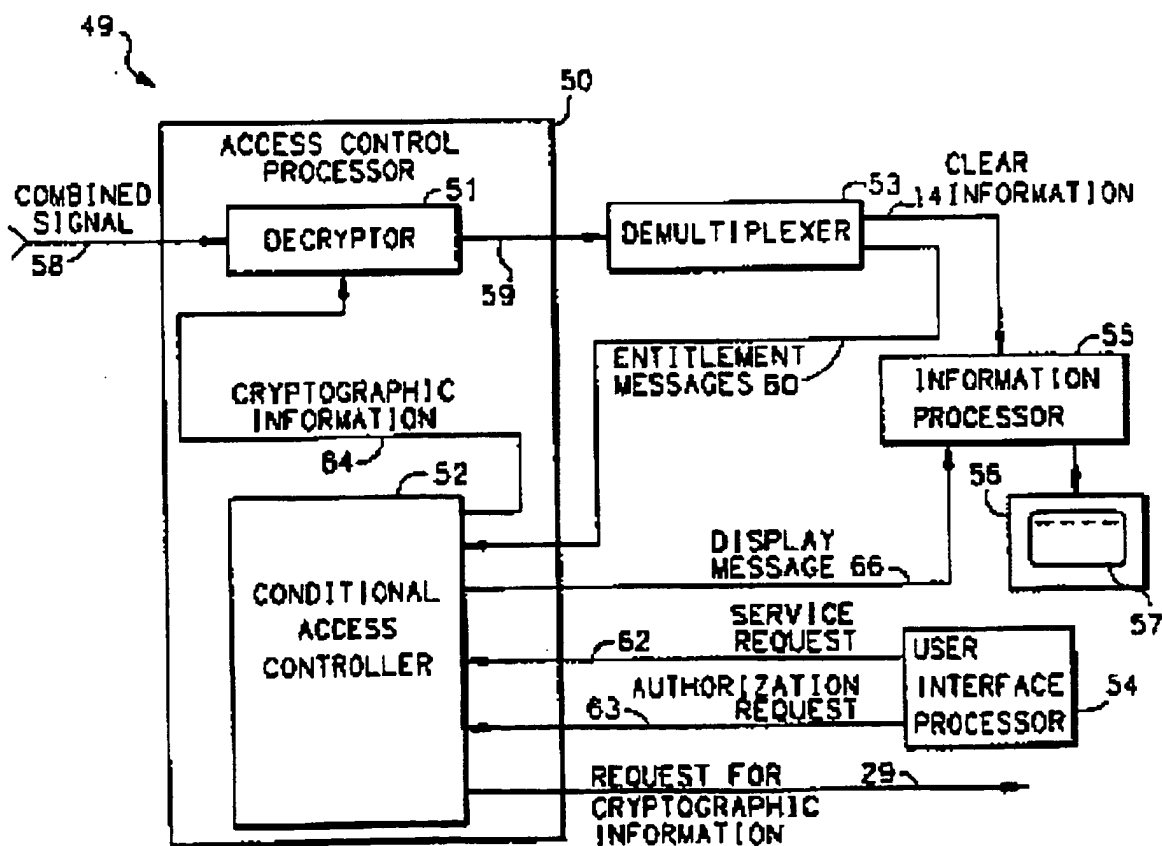 49
50
ACCESS CONTROL
PROCESSOR
COMBINED
SIGNAL
58
51
DECRYPTOR
59
53
DEMULTIPLEXER
CLEAR
14 INFORMATION
ENTITLEMENT
MESSAGES 60
55
INFORMATION
PROCESSOR
CRYPTOGRAPHIC
INFORMATION
64
52
CONDITIONAL
ACCESS
CONTROLLER
56
57
DISPLAY
MESSAGE 66
SERVICE
REQUEST
62
AUTHORIZATION
REQUEST
63
USER
INTERFACE
PROCESSOR
54
REQUEST FOR
CRYPTOGRAPHIC
INFORMATION
29